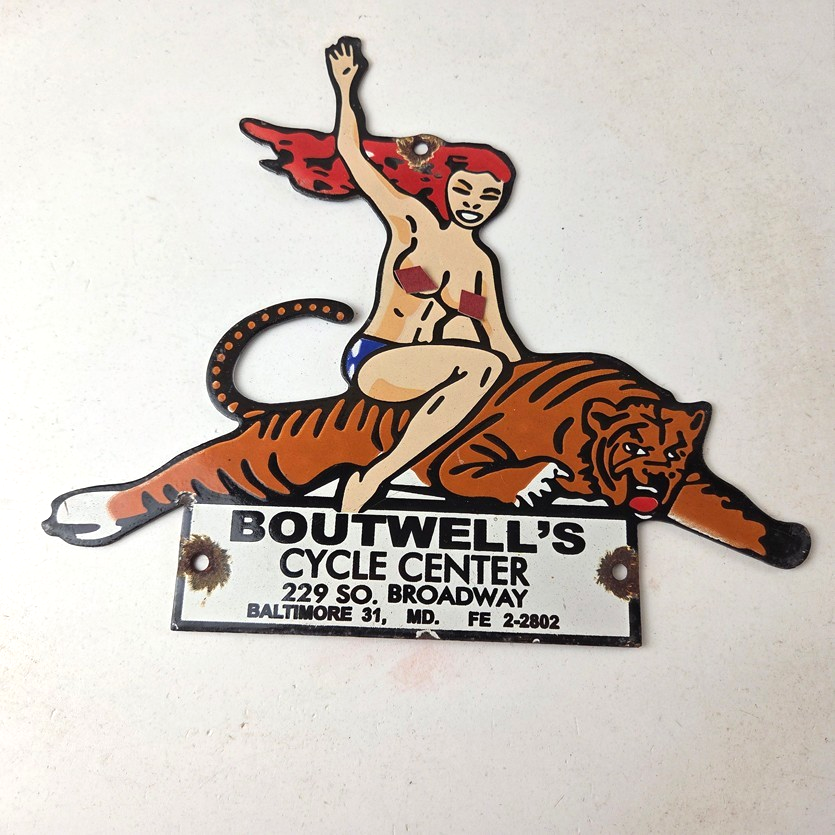 BOUTWELL'S
CYCLE CENTER
229 SO. BROADWAY
BALTIMORE 31, MD. FE 2-2802